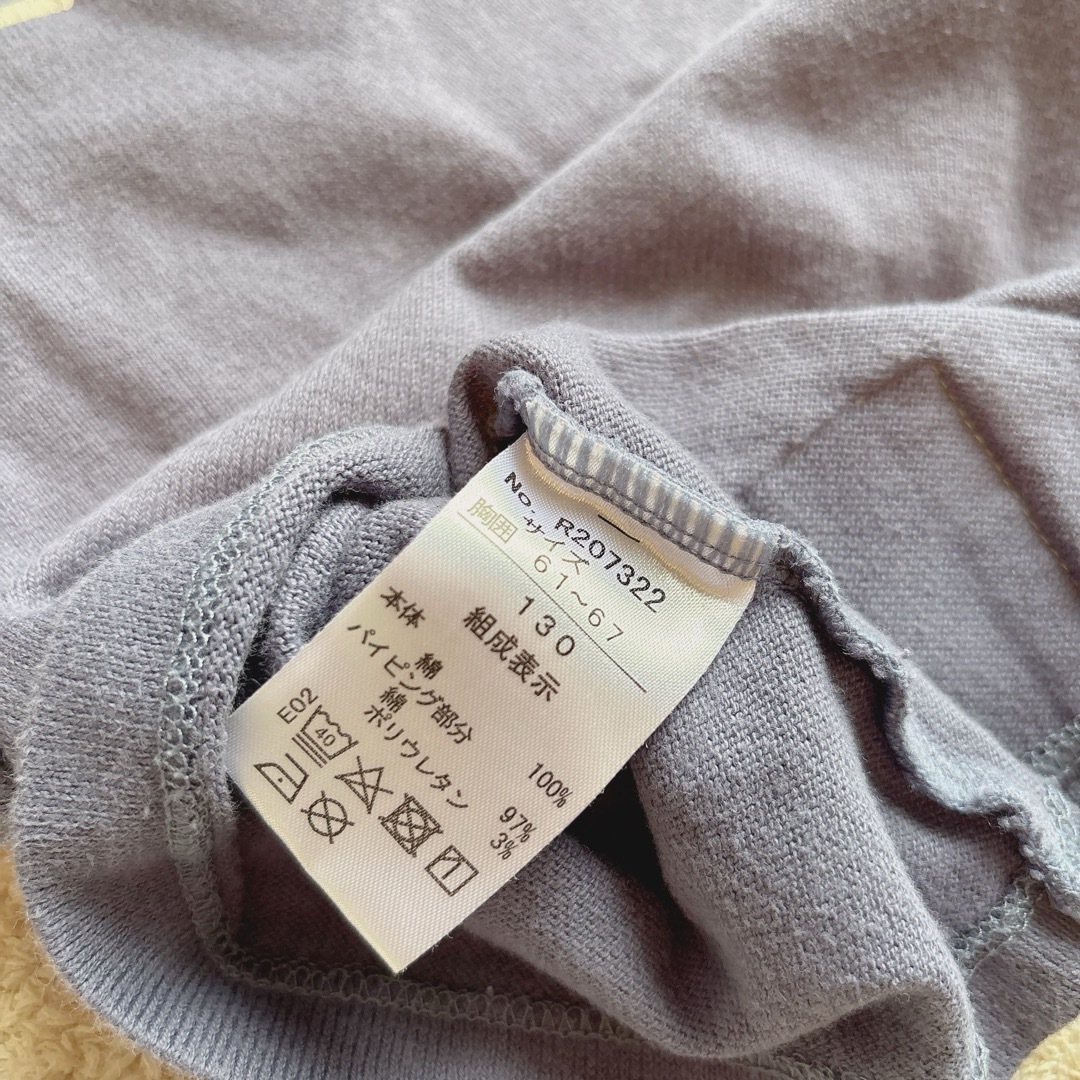 No. R207322
サイズ
胸囲 61~67
130
組成表示
本体
綿 100%
パイピング部分
綿 97%
ポリウレタン 3%
E02
40